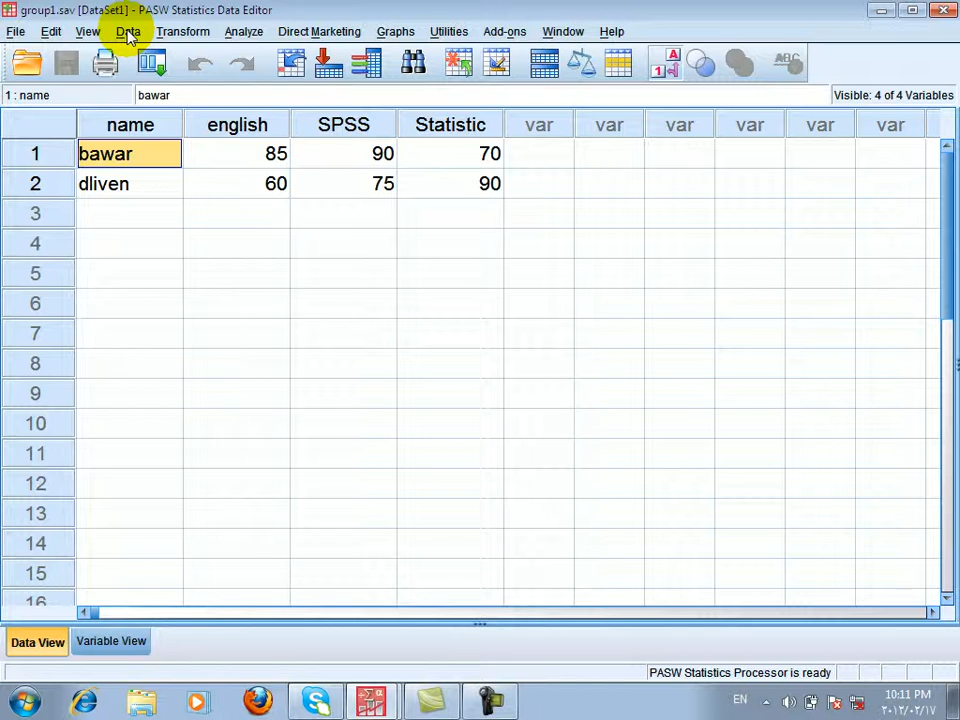 group1.sav [DataSet1] - PASW Statistics Data Editor
File Edit View Data Transform Analyze Direct Marketing Graphs Utilities Add-ons Window Help
1 : name bawar Visible: 4 of 4 Variables
name english SPSS Statistic var var var var var var
1 bawar 85 90 70
2 dliven 60 75 90
3
4
5
6
7
8
9
10
11
12
13
14
15
16
Data View Variable View
PASW Statistics Processor is ready
EN 10:11 PM
٢٠١٢/٠٢/١٧